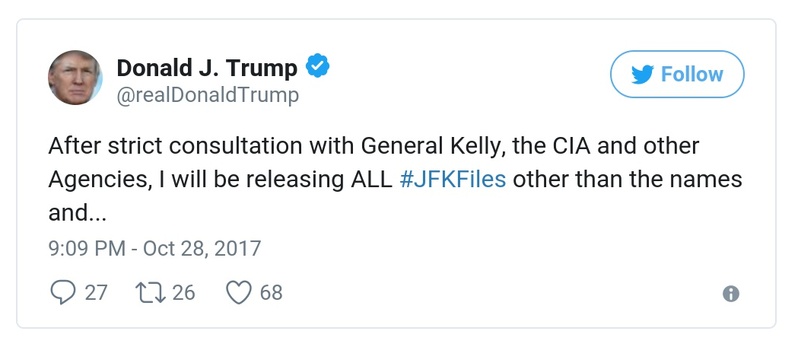 Donald J. Trump
@realDonaldTrump
Follow
After strict consultation with General Kelly, the CIA and other
Agencies, I will be releasing ALL #JFKFiles other than the names
and...
9:09 PM - Oct 28, 2017
27 26 68